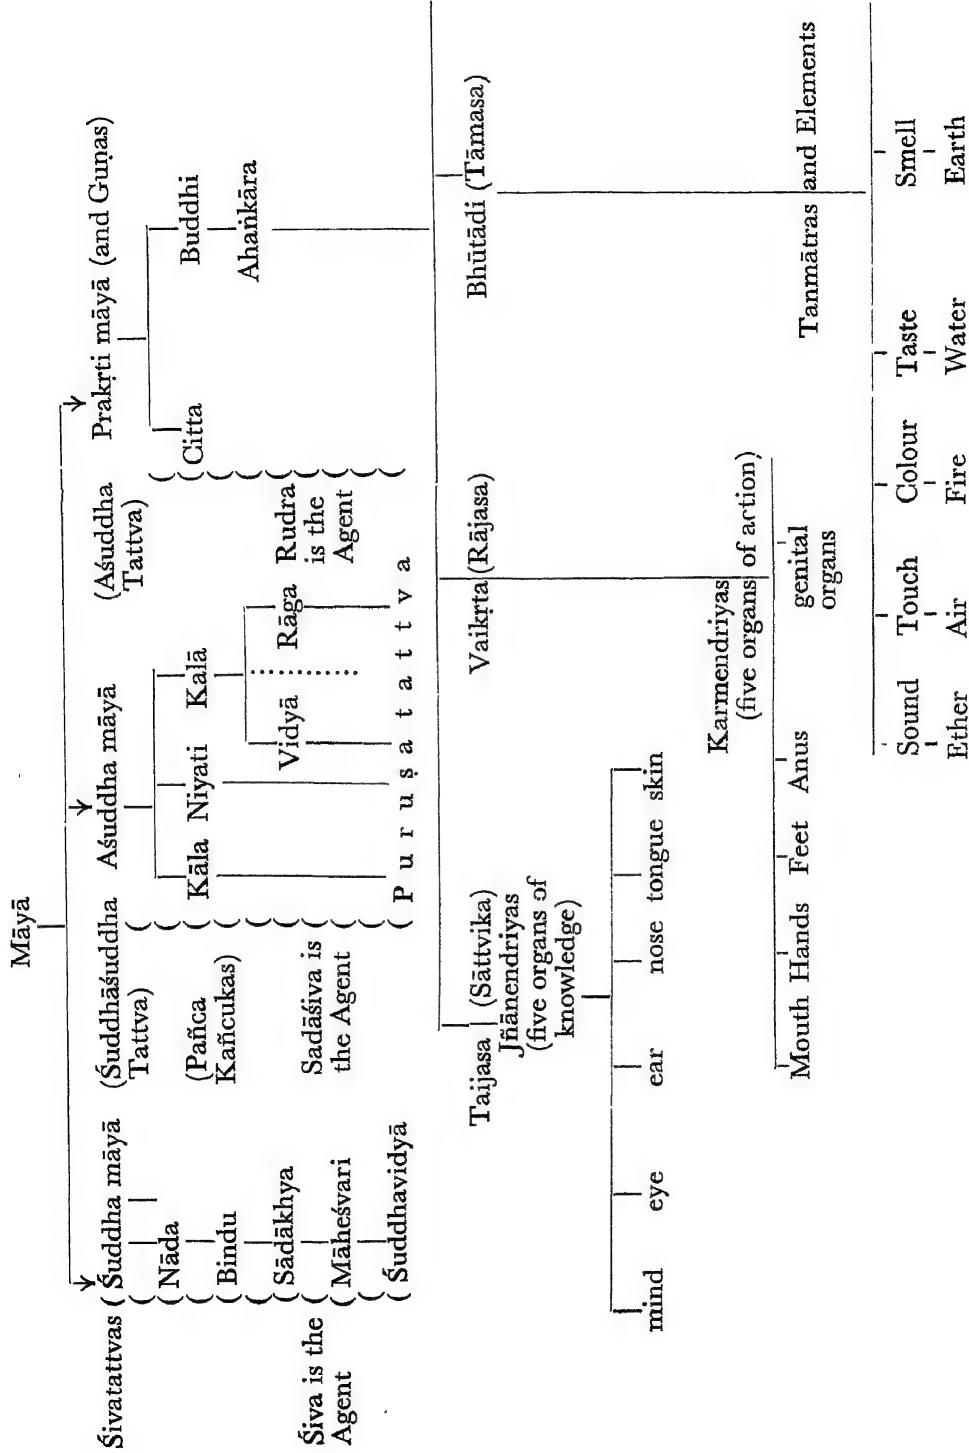 Māyā
Śivatattvas ( Śuddha māyā (Śuddhāśuddha Aśuddha māyā (Aśuddha Prakṛti māyā (and Guṇas)
Tattva) Tattva)
Nāda (Pañca Kāla Niyati Kalā Citta Buddhi
Bindu Kañcukas) Ahaṅkāra
Sādākhya Vidyā Rāga
Śiva is the Māheśvari Sadāśiva is Rudra
Agent the Agent is the
Agent
Śuddhavidyā Puruṣatattva
Taijasa (Sāttvika) Vaikṛta (Rājasa) Bhūtādi (Tāmasa)
Jñānendriyas
(five organs of
knowledge)
mind eye ear nose tongue skin
Karmendriyas
(five organs of action)
Mouth Hands Feet Anus genital
organs
Tanmātras and Elements
Sound Touch Colour Taste Smell
Ether Air Fire Water Earth